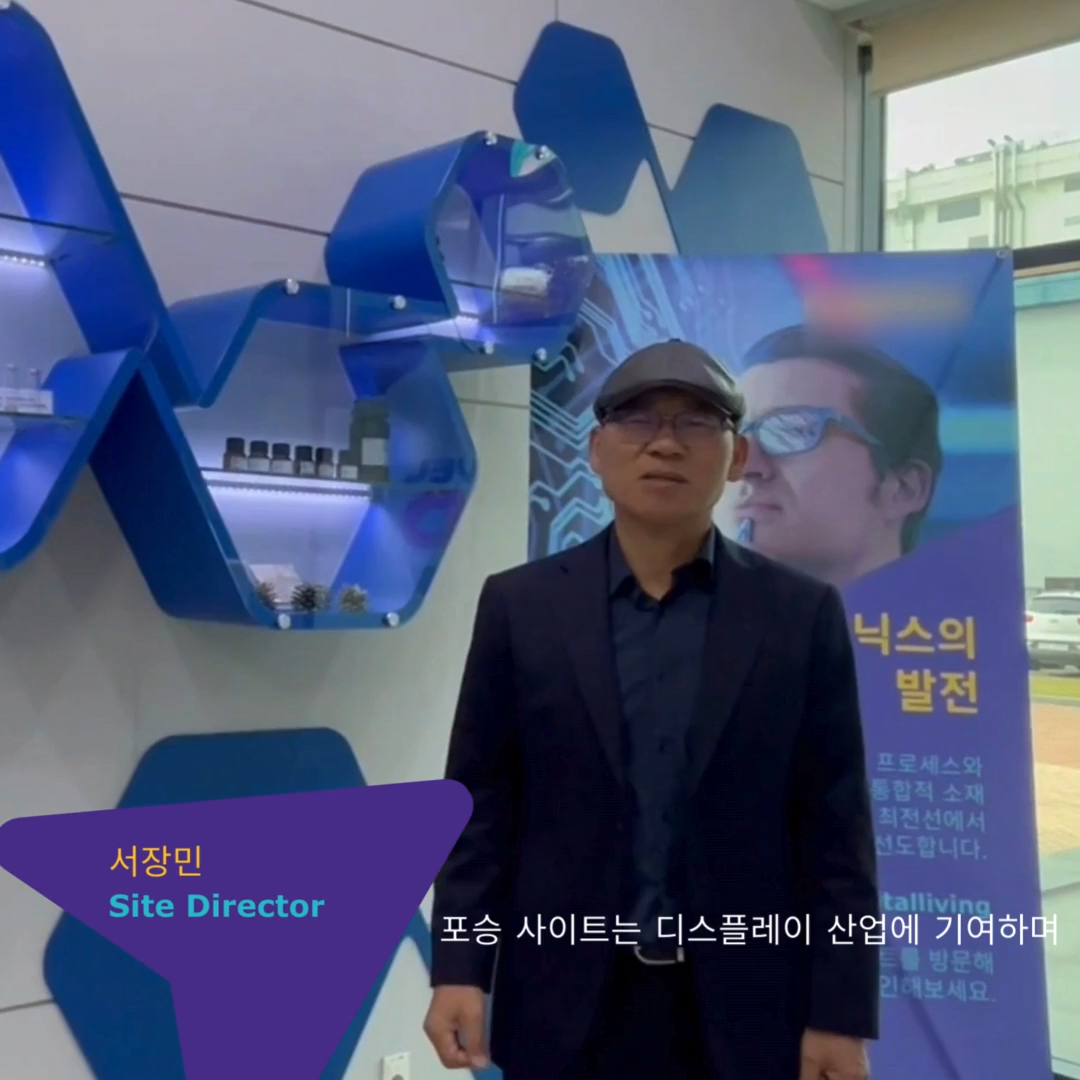 닉스의
발전
프로세스와
통합적 소재
최전선에서
선도합니다.
talliving
트를 방문해
인해보세요.
서장민
Site Director
포승 사이트는 디스플레이 산업에 기여하며